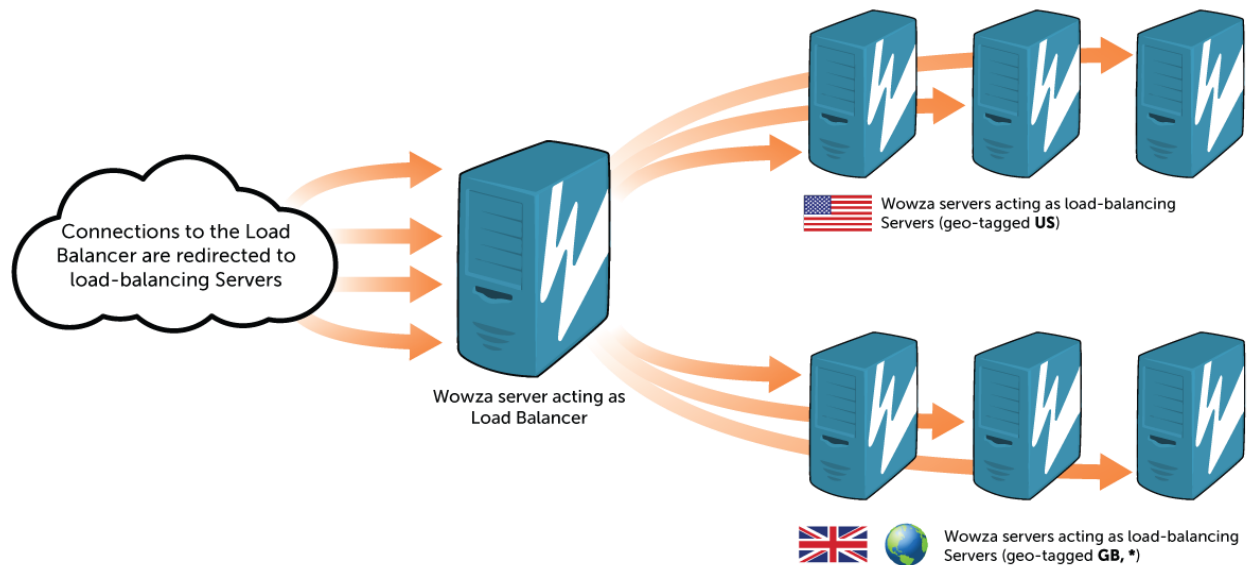 Connections to the Load
Balancer are redirected to
load-balancing Servers
Wowza server acting as
Load Balancer
Wowza servers acting as load-balancing
Servers (geo-tagged US)
Wowza servers acting as load-balancing
Servers (geo-tagged GB, *)